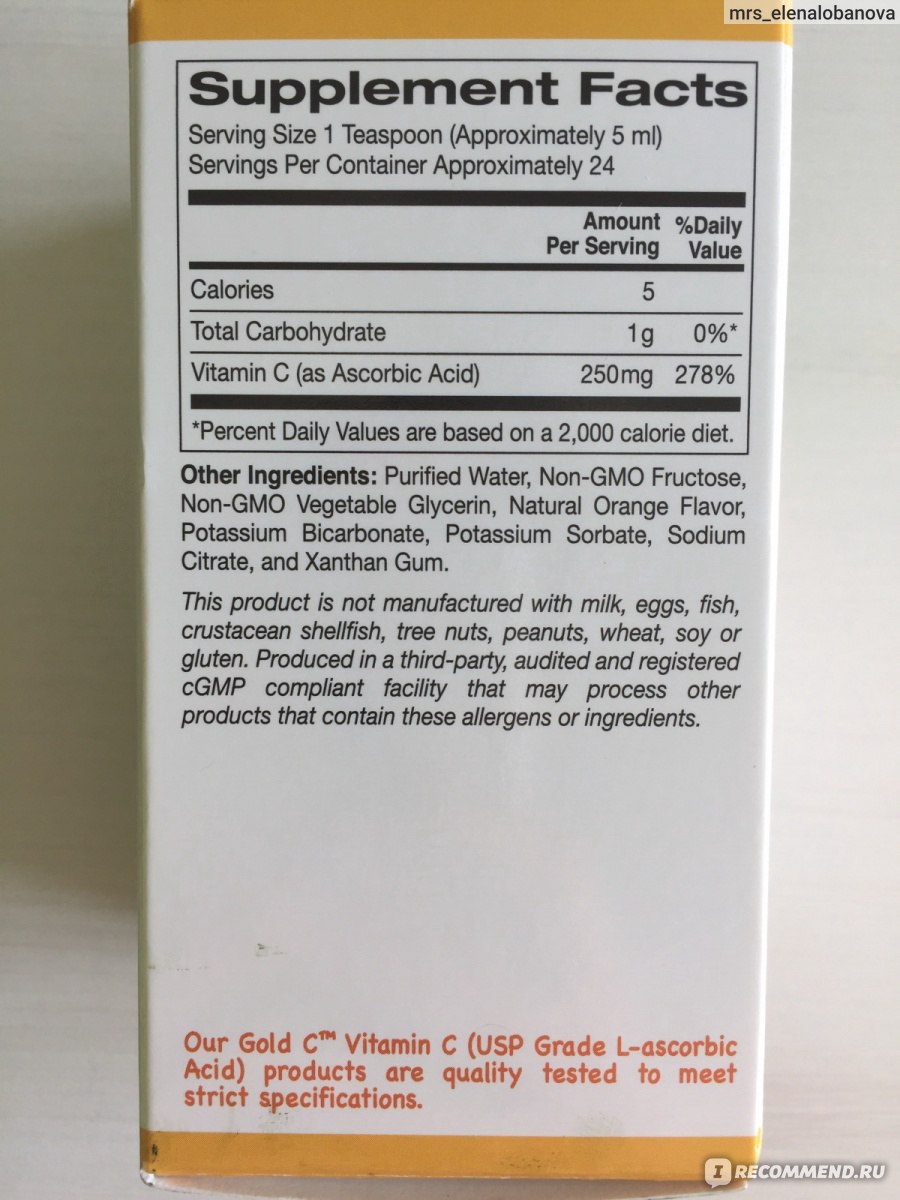 mrs_elenalobanova
Supplement Facts
Serving Size 1 Teaspoon (Approximately 5 ml)
Servings Per Container Approximately 24
Amount Per Serving %Daily Value
Calories 5
Total Carbohydrate 1g 0%*
Vitamin C (as Ascorbic Acid) 250mg 278%
*Percent Daily Values are based on a 2,000 calorie diet.
Other Ingredients: Purified Water, Non-GMO Fructose,
Non-GMO Vegetable Glycerin, Natural Orange Flavor,
Potassium Bicarbonate, Potassium Sorbate, Sodium
Citrate, and Xanthan Gum.
This product is not manufactured with milk, eggs, fish,
crustacean shellfish, tree nuts, peanuts, wheat, soy or
gluten. Produced in a third-party, audited and registered
cGMP compliant facility that may process other
products that contain these allergens or ingredients.
Our Gold C™ Vitamin C (USP Grade L-ascorbic
Acid) products are quality tested to meet
strict specifications.
I RECOMMEND.RU